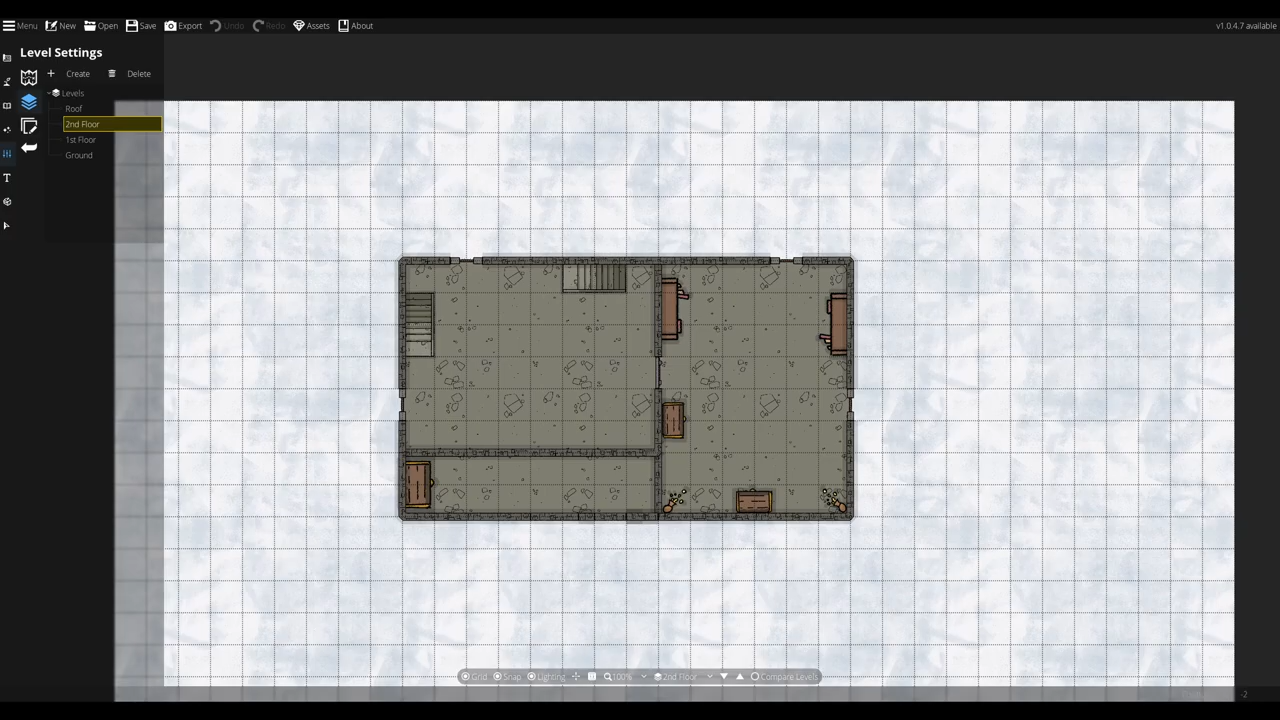 Menu New Open Save Export Undo Redo Assets About v1.0.4.7 available
Level Settings
Create Delete
Levels
Roof
2nd Floor
1st Floor
Ground
Grid Snap Lighting 100% 2nd Floor Compare Levels
-2